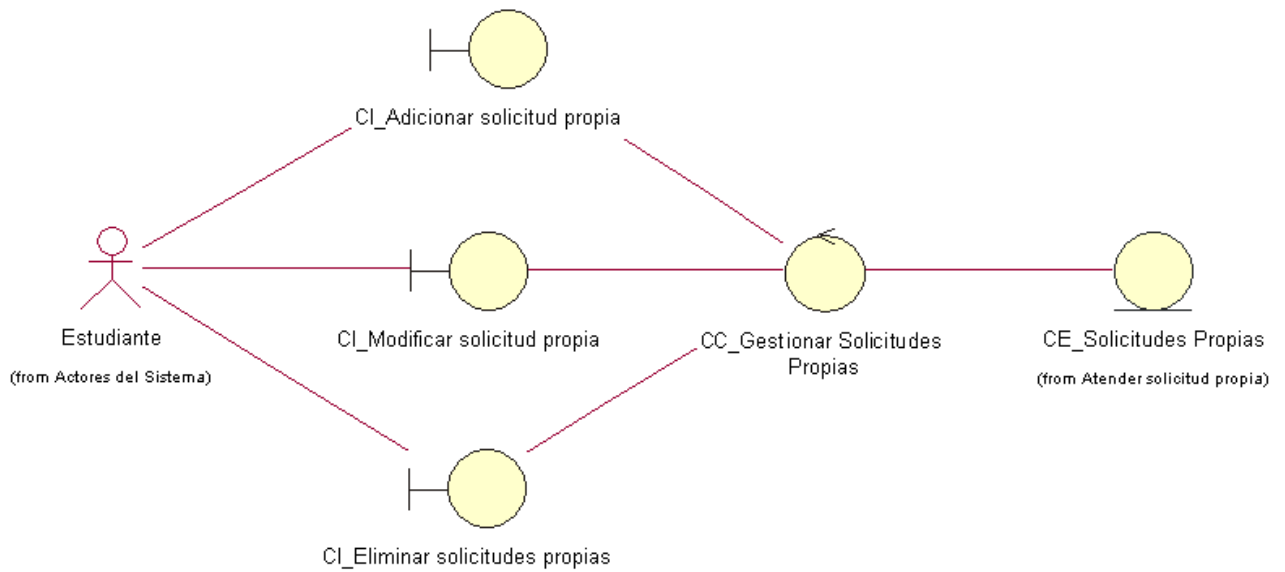 CI_Adicionar solicitud propia
Estudiante
(from Actores del Sistema)
CI_Modificar solicitud propia
CC_Gestionar Solicitudes
Propias
CE_Solicitudes Propias
(from Atender solicitud propia)
CI_Eliminar solicitudes propias